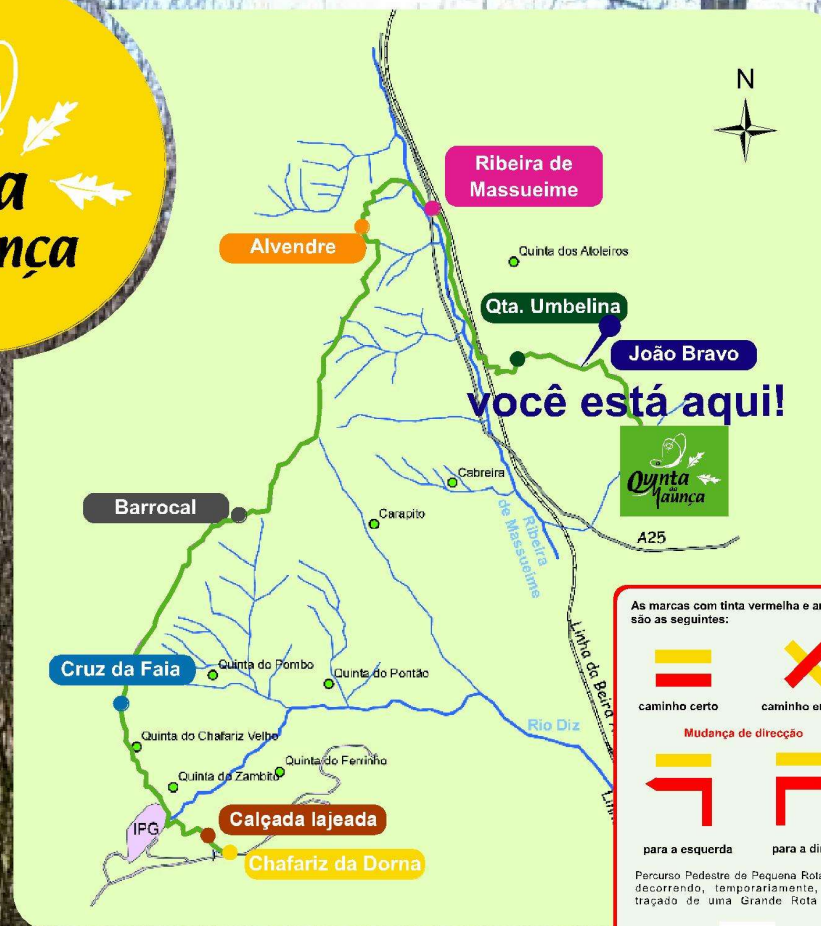 N
Ribeira de
Massueime
Alvendre
Quinta dos Atoleiros
Qta. Umbelina
João Bravo
você está aqui!
Quinta
da
Maunça
Cabreira
Barrocal
Carapito
Ribeira
de Massueime
A25
Linha da Beira
Cruz da Faia
Quinta do Pombo
Quinta do Pontão
Rio Diz
Quinta do Chafariz Velho
Quinta do Ferrinho
Quinta do Zambito
IPG
Calçada lajeada
Chafariz da Dorna
As marcas com tinta vermelha e
são as seguintes:
caminho certo
caminho
Mudança de direcção
para a esquerda
para a
Percurso Pedestre de Pequena Rota
decorrendo, temporariamente,
traçado de uma Grande Rota